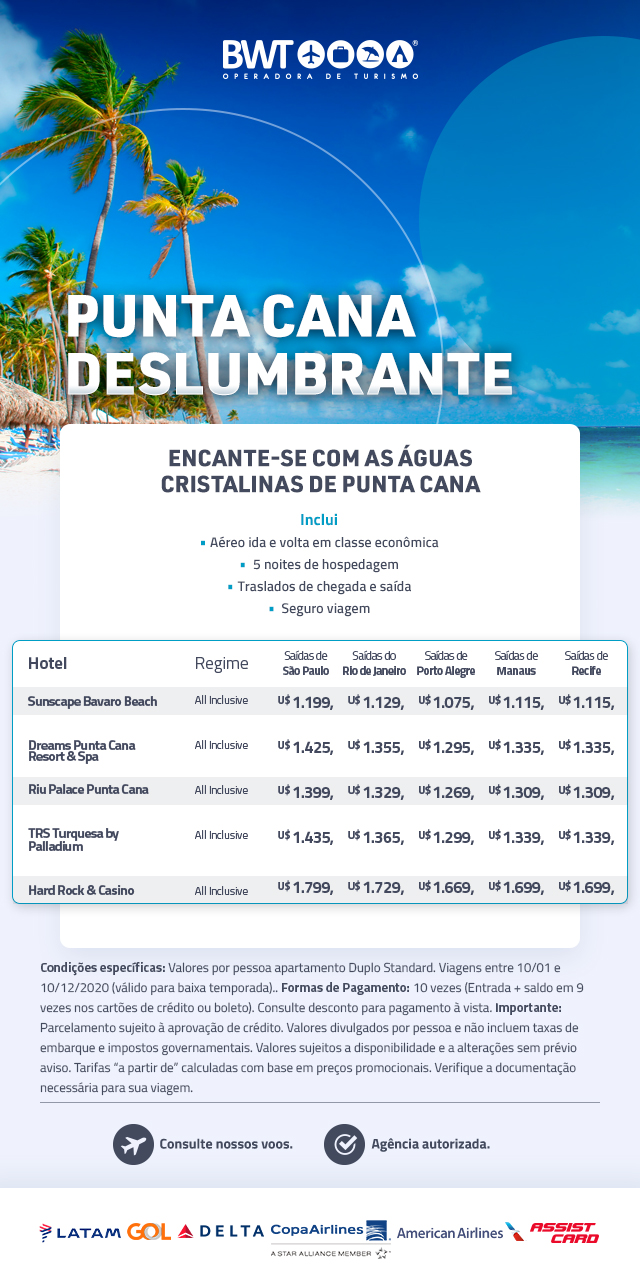 BWT
OPERADORA DE TURISMO
PUNTA CANA
DESLUMBRANTE
ENCANTE-SE COM AS ÁGUAS
CRISTALINAS DE PUNTA CANA
Inclui
▪ Aéreo ida e volta em classe econômica
▪ 5 noites de hospedagem
▪ Traslados de chegada e saída
▪ Seguro viagem
Hotel Regime Saídas de São Paulo Saídas do Rio de Janeiro Saídas de Porto Alegre Saídas de Manaus Saídas de Recife
Sunscape Bavaro Beach All Inclusive U$ 1.199, U$ 1.129, U$ 1.075, U$ 1.115, U$ 1.115,
Dreams Punta Cana
Resort & Spa All Inclusive U$ 1.425, U$ 1.355, U$ 1.295, U$ 1.335, U$ 1.335,
Riu Palace Punta Cana All Inclusive U$ 1.399, U$ 1.329, U$ 1.269, U$ 1.309, U$ 1.309,
TRS Turquesa by
Palladium All Inclusive U$ 1.435, U$ 1.365, U$ 1.299, U$ 1.339, U$ 1.339,
Hard Rock & Casino All Inclusive U$ 1.799, U$ 1.729, U$ 1.669, U$ 1.699, U$ 1.699,
Condições específicas: Valores por pessoa apartamento Duplo Standard. Viagens entre 10/01 e
10/12/2020 (válido para baixa temporada).. Formas de Pagamento: 10 vezes (Entrada + saldo em 9
vezes nos cartões de crédito ou boleto). Consulte desconto para pagamento à vista. Importante:
Parcelamento sujeito à aprovação de crédito. Valores divulgados por pessoa e não incluem taxas de
embarque e impostos governamentais. Valores sujeitos a disponibilidade e a alterações sem prévio
aviso. Tarifas “a partir de” calculadas com base em preços promocionais. Verifique a documentação
necessária para sua viagem.
Consulte nossos voos. Agência autorizada.
LATAM GOL DELTA CopaAirlines American Airlines ASSIST CARD
A STAR ALLIANCE MEMBER